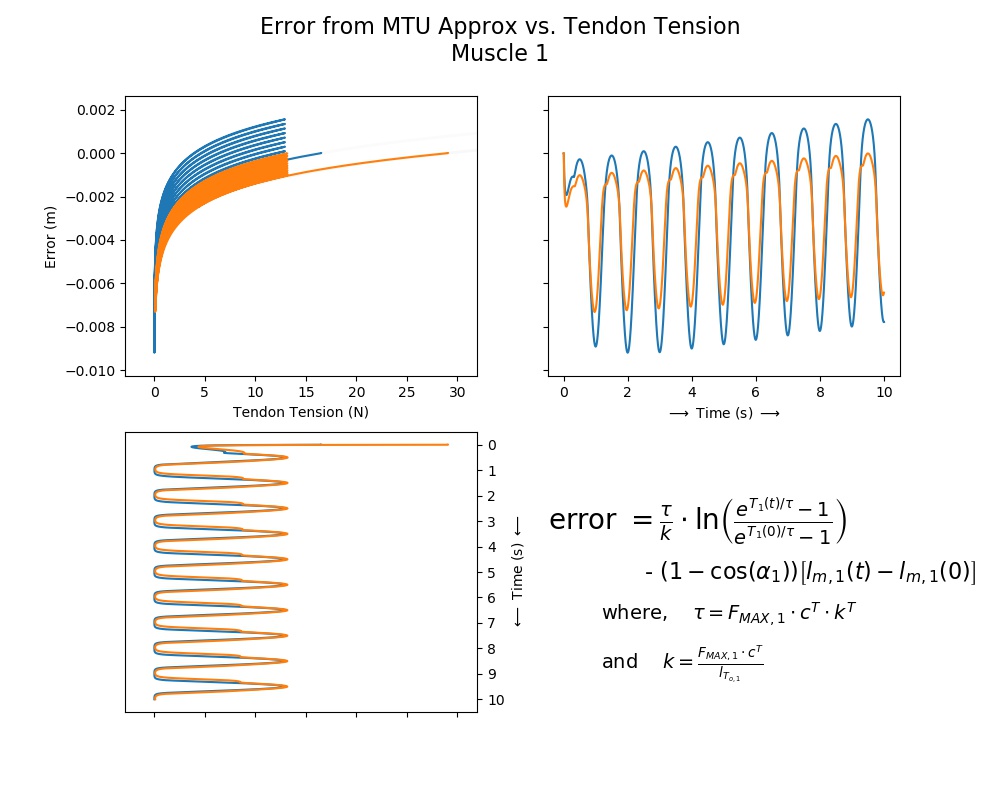 Error from MTU Approx vs. Tendon Tension
Muscle 1
0.002
0.000
−0.002
−0.004
−0.006
−0.008
−0.010
Error (m)
0 5 10 15 20 25 30
Tendon Tension (N)
0 2 4 6 8 10
⟶ Time (s) ⟶
0
1
2
3
4
5
6
7
8
9
10
⟵ Time (s) ⟵
error = τ/k · ln((e^{T_1(t)/τ} − 1)/(e^{T_1(0)/τ} − 1))
- (1 − cos(α_1))[l_{m,1}(t) − l_{m,1}(0)]
where, τ = F_{MAX,1} · c^T · k^T
and k = (F_{MAX,1} · c^T)/l_{T_{o,1}}